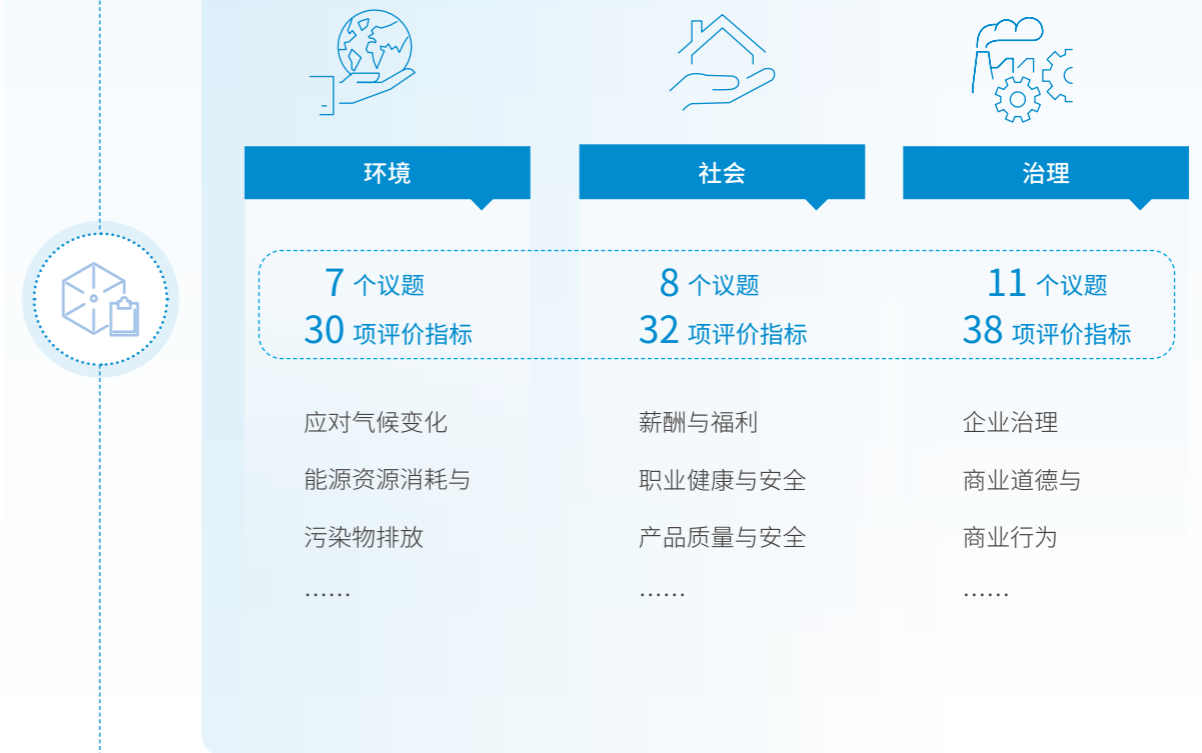 环境
社会
治理
7 个议题
30 项评价指标
8 个议题
32 项评价指标
11 个议题
38 项评价指标
应对气候变化
能源资源消耗与
污染物排放
……
薪酬与福利
职业健康与安全
产品质量与安全
……
企业治理
商业道德与
商业行为
……